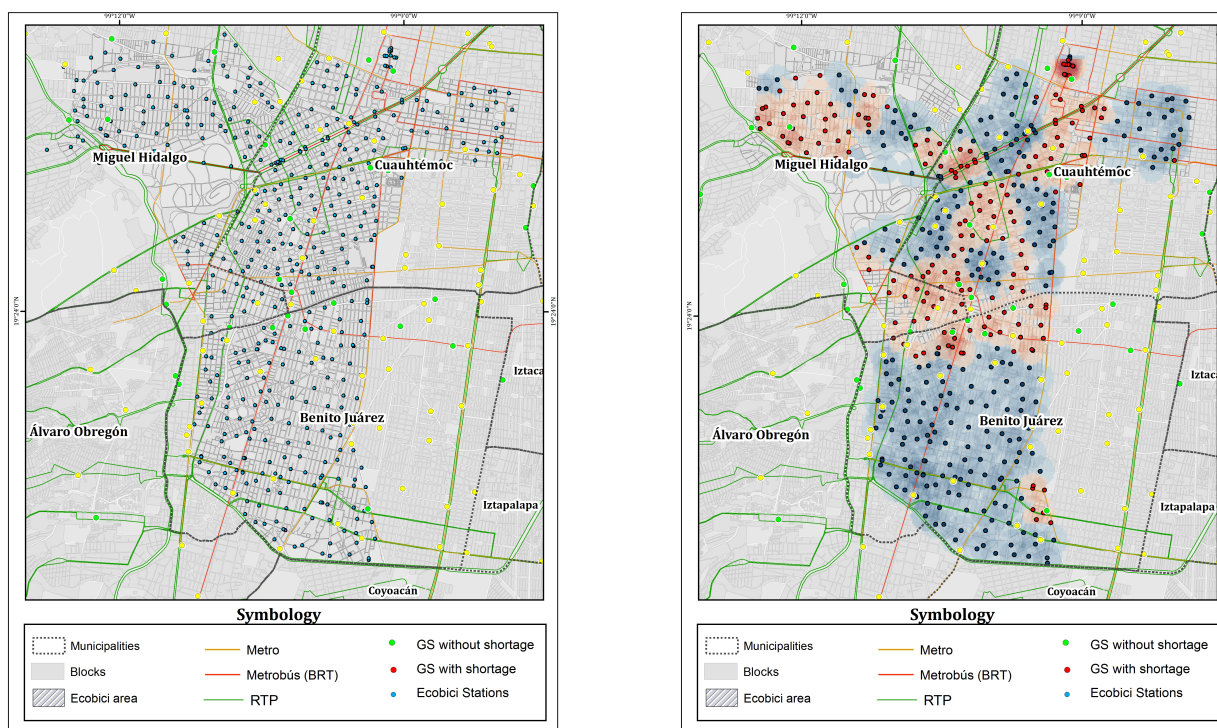 99°12'0"W
99°9'0"W
Miguel Hidalgo
Cuauhtémoc
19°24'0"N
19°24'0"N
Iztaca
Benito Juárez
Álvaro Obregón
Iztapalapa
Coyoacán
Symbology
Municipalities
Metro
GS without shortage
Blocks
Metrobús (BRT)
GS with shortage
Ecobici area
RTP
Ecobici Stations
99°12'0"W
99°9'0"W
Miguel Hidalgo
Cuauhtémoc
19°24'0"N
Iztaca
Benito Juárez
Álvaro Obregón
Iztapalapa
Coyoacán
Symbology
Municipalities
Metro
GS without shortage
Blocks
Metrobús (BRT)
GS with shortage
Ecobici area
RTP
Ecobici Stations